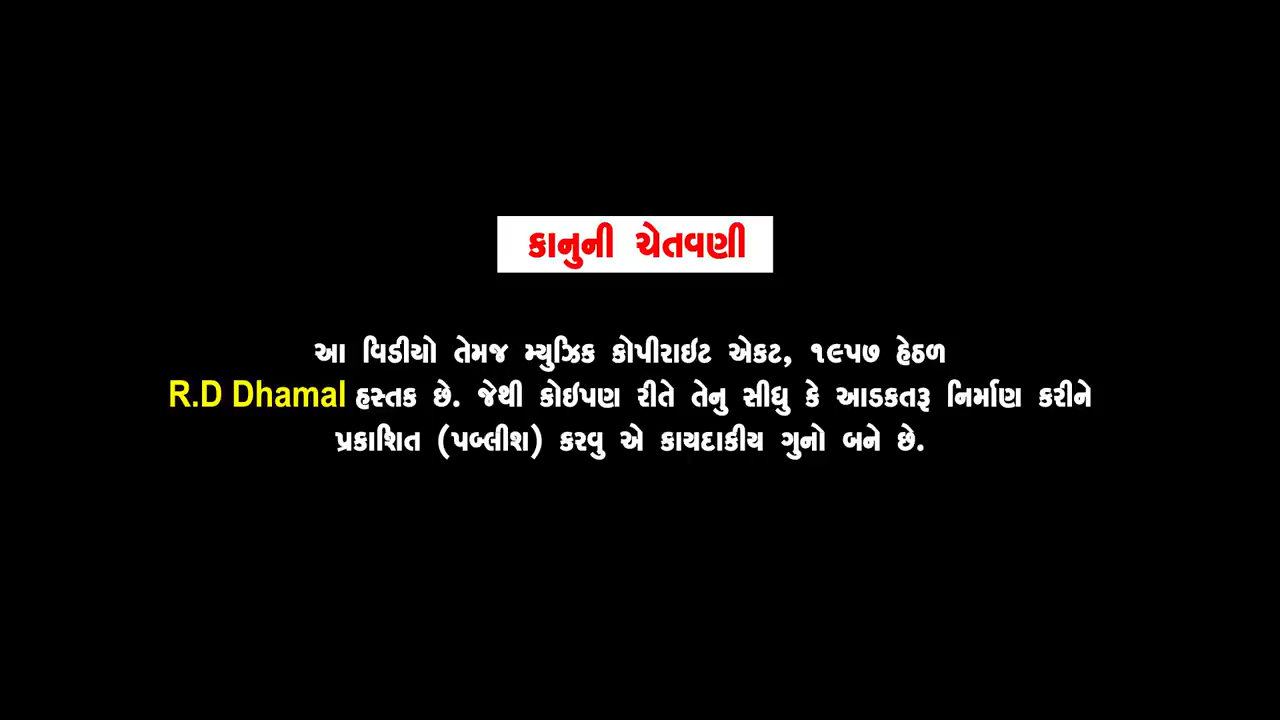 કાનુની ચેતવણી
આ વિડીયો તેમજ મ્યુઝિક કોપીરાઇટ એકટ, ૧૯૫૭ હેઠળ
R.D Dhamal હસ્તક છે. જેથી કોઇપણ રીતે તેનુ સીધુ કે આડકતરૂ નિર્માણ કરીને
પ્રકાશિત (પબ્લીશ) કરવુ એ કાયદાકીય ગુનો બને છે.